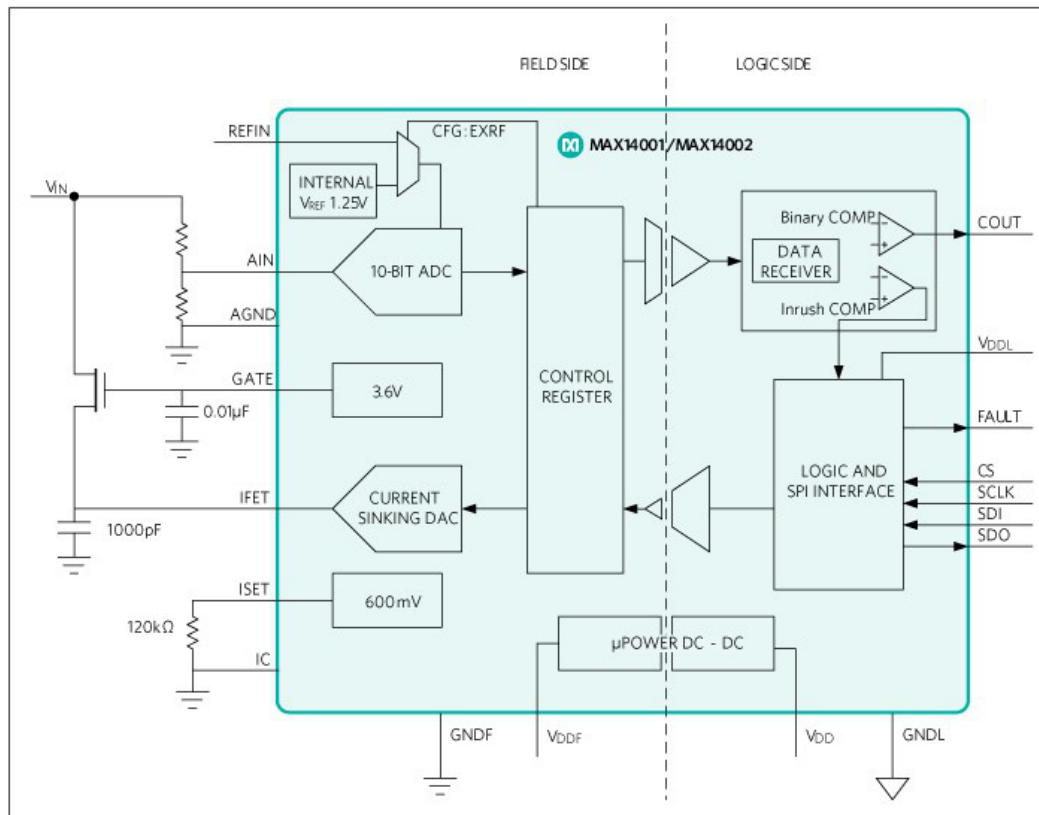 FIELD SIDE
LOGIC SIDE
REFIN
CFG:EXRF
MAX14001/MAX14002
VIN
INTERNAL
VREF 1.25V
Binary COMP
COUT
DATA
RECEIVER
AIN
10-BIT ADC
Inrush COMP
AGND
VDDL
GATE
3.6V
CONTROL
REGISTER
0.01µF
FAULT
LOGIC AND
SPI INTERFACE
CS
SCLK
SDI
SDO
IFET
CURRENT
SINKING DAC
1000pF
ISET
600mV
120kΩ
IC
µPOWER DC - DC
GNDF
VDDF
VDD
GNDL